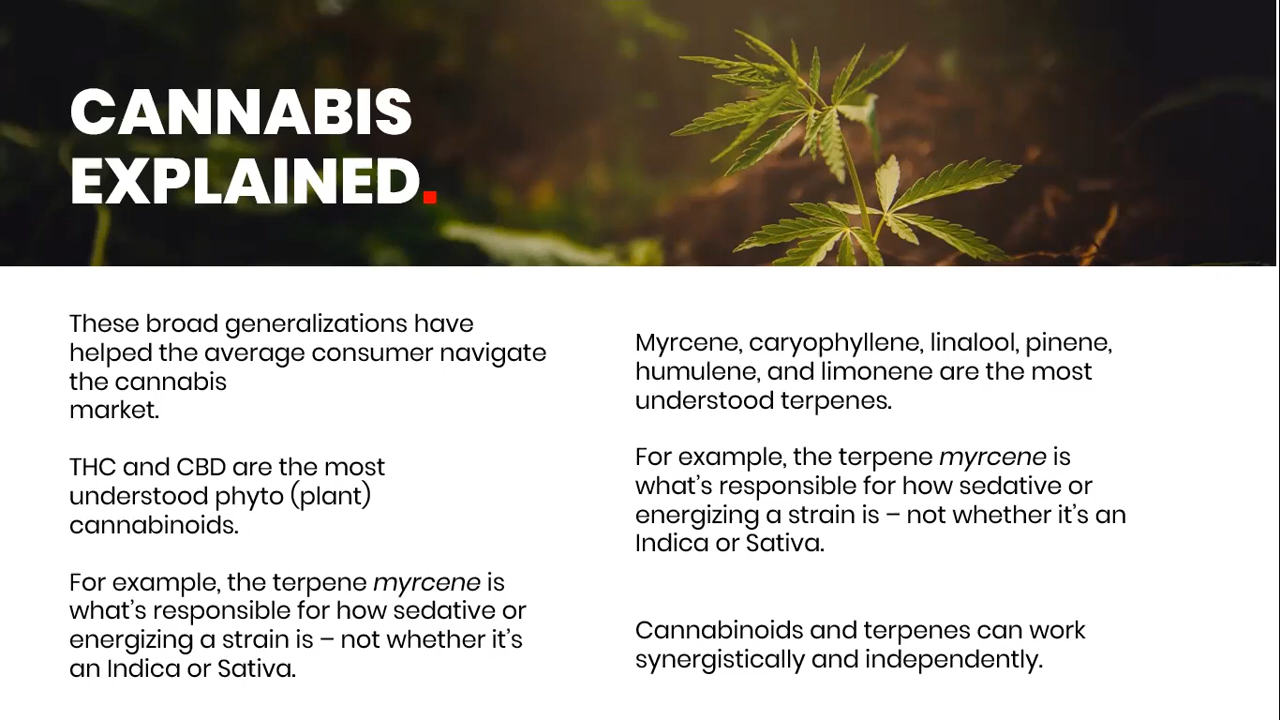 CANNABIS
EXPLAINED.
These broad generalizations have
helped the average consumer navigate
the cannabis
market.
THC and CBD are the most
understood phyto (plant)
cannabinoids.
For example, the terpene myrcene is
what’s responsible for how sedative or
energizing a strain is – not whether it’s
an Indica or Sativa.
Myrcene, caryophyllene, linalool, pinene,
humulene, and limonene are the most
understood terpenes.
For example, the terpene myrcene is
what’s responsible for how sedative or
energizing a strain is – not whether it’s an
Indica or Sativa.
Cannabinoids and terpenes can work
synergistically and independently.